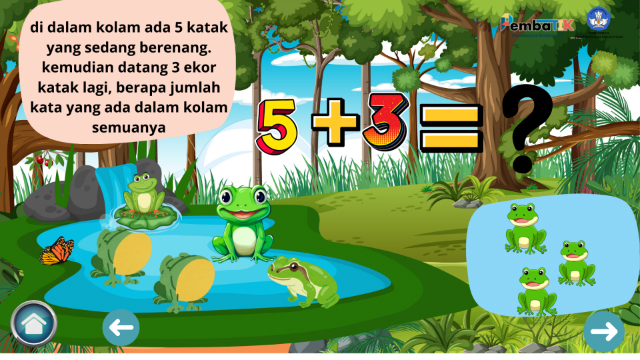 di dalam kolam ada 5 katak
yang sedang berenang.
kemudian datang 3 ekor
katak lagi, berapa jumlah
kata yang ada dalam kolam
semuanya
PembaTIK
5+3=?